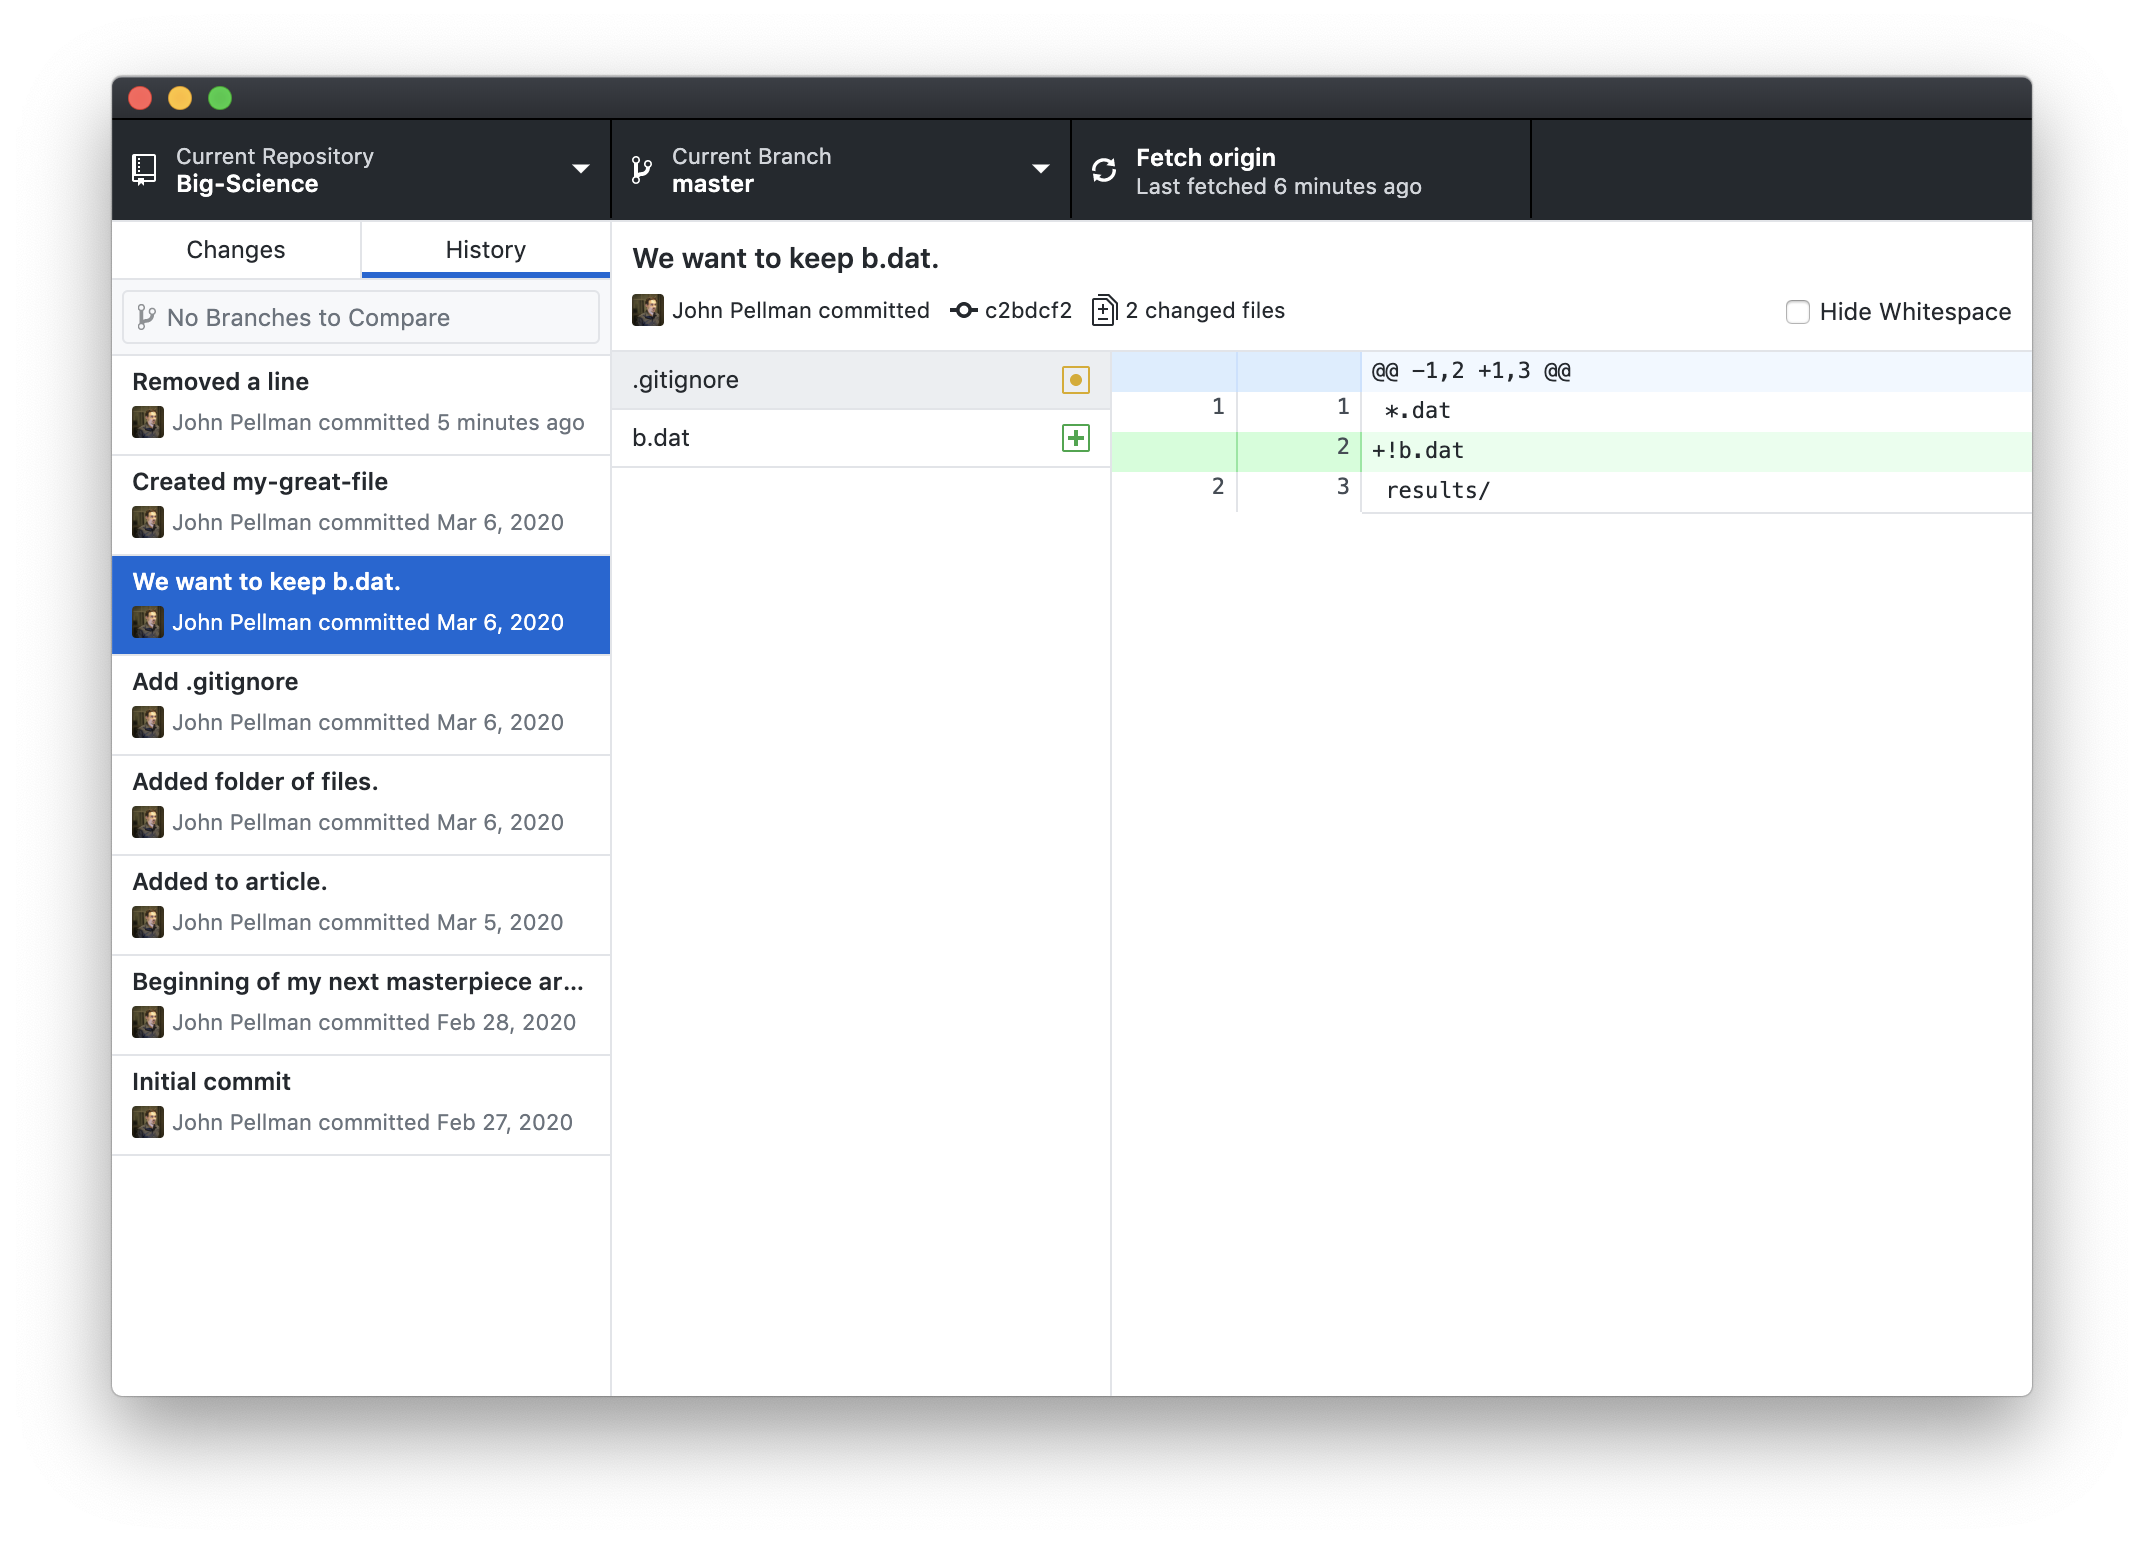 Current Repository
Big-Science
Current Branch
master
Fetch origin
Last fetched 6 minutes ago
Changes
History
No Branches to Compare
Removed a line
John Pellman committed 5 minutes ago
Created my-great-file
John Pellman committed Mar 6, 2020
We want to keep b.dat.
John Pellman committed Mar 6, 2020
Add .gitignore
John Pellman committed Mar 6, 2020
Added folder of files.
John Pellman committed Mar 6, 2020
Added to article.
John Pellman committed Mar 5, 2020
Beginning of my next masterpiece ar...
John Pellman committed Feb 28, 2020
Initial commit
John Pellman committed Feb 27, 2020
We want to keep b.dat.
John Pellman committed c2bdcf2 2 changed files
Hide Whitespace
.gitignore
b.dat
@@ -1,2 +1,3 @@
1 1 *.dat
2 +!b.dat
2 3 results/